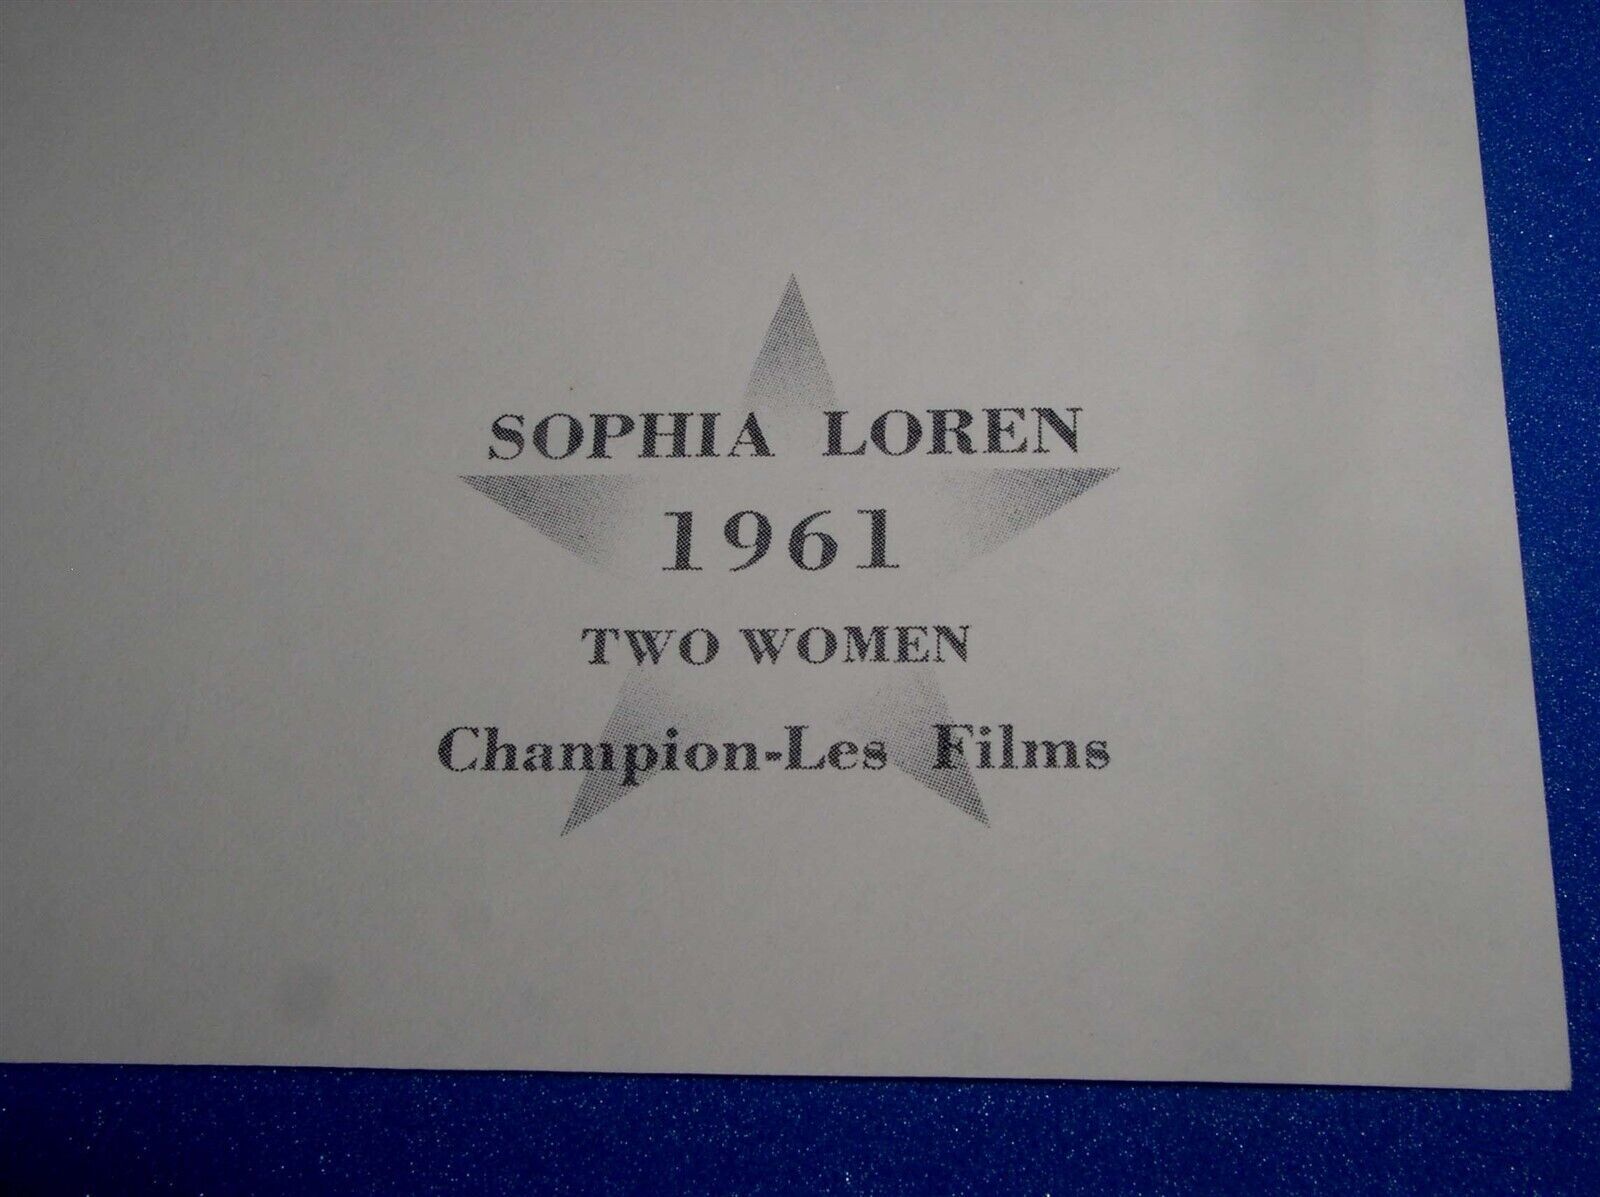 SOPHIA LOREN
1961
TWO WOMEN
Champion-Les Films